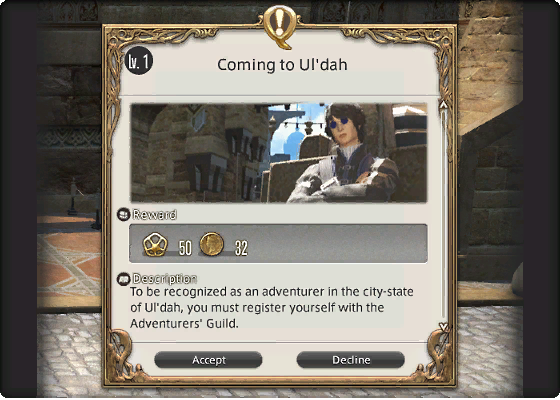 Lv. 1
Coming to Ul'dah
Reward
50
32
Description
To be recognized as an adventurer in the city-state
of Ul'dah, you must register yourself with the
Adventurers' Guild.
Accept
Decline